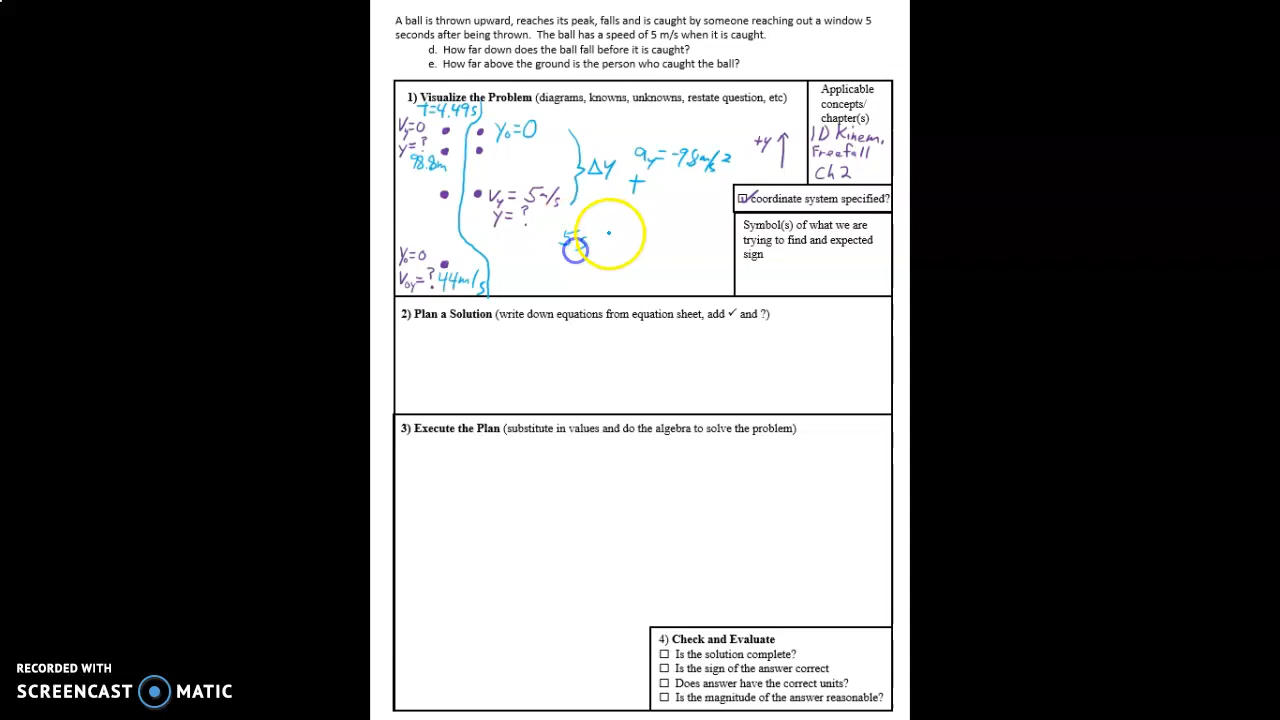 A ball is thrown upward, reaches its peak, falls and is caught by someone reaching out a window 5
seconds after being thrown. The ball has a speed of 5 m/s when it is caught.
d. How far down does the ball fall before it is caught?
e. How far above the ground is the person who caught the ball?
1) Visualize the Problem (diagrams, knowns, unknowns, restate question, etc)
t=4.49s
Vy=0
y=?
98.8m
y₀=0
Δy
ay=-9.8m/s²
+
Vy= 5m/s
y= ?
5s
y₀=0
V₀y=? 44m/s
+y
Applicable
concepts/
chapter(s)
1D Kinem,
Freefall
Ch 2
coordinate system specified?
Symbol(s) of what we are
trying to find and expected
sign
2) Plan a Solution (write down equations from equation sheet, add ✓ and ?)
3) Execute the Plan (substitute in values and do the algebra to solve the problem)
4) Check and Evaluate
☐ Is the solution complete?
☐ Is the sign of the answer correct
☐ Does answer have the correct units?
☐ Is the magnitude of the answer reasonable?
RECORDED WITH
SCREENCAST MATIC